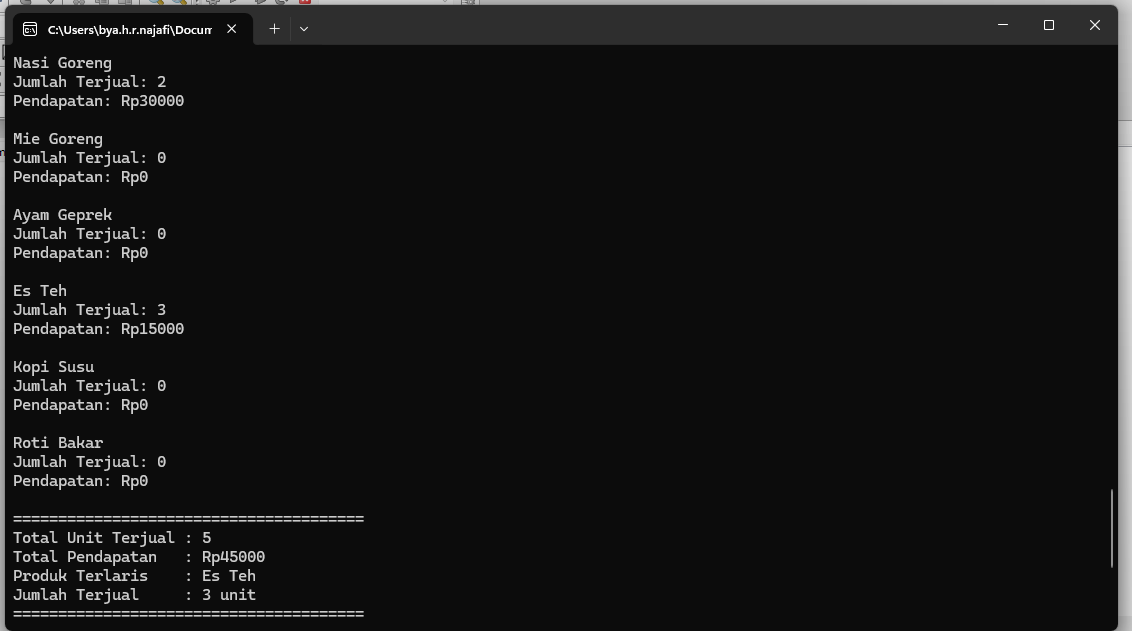 C:\Users\bya.h.r.najafi\Docum
Nasi Goreng
Jumlah Terjual: 2
Pendapatan: Rp30000
Mie Goreng
Jumlah Terjual: 0
Pendapatan: Rp0
Ayam Geprek
Jumlah Terjual: 0
Pendapatan: Rp0
Es Teh
Jumlah Terjual: 3
Pendapatan: Rp15000
Kopi Susu
Jumlah Terjual: 0
Pendapatan: Rp0
Roti Bakar
Jumlah Terjual: 0
Pendapatan: Rp0
=======================================
Total Unit Terjual : 5
Total Pendapatan   : Rp45000
Produk Terlaris    : Es Teh
Jumlah Terjual     : 3 unit
=======================================